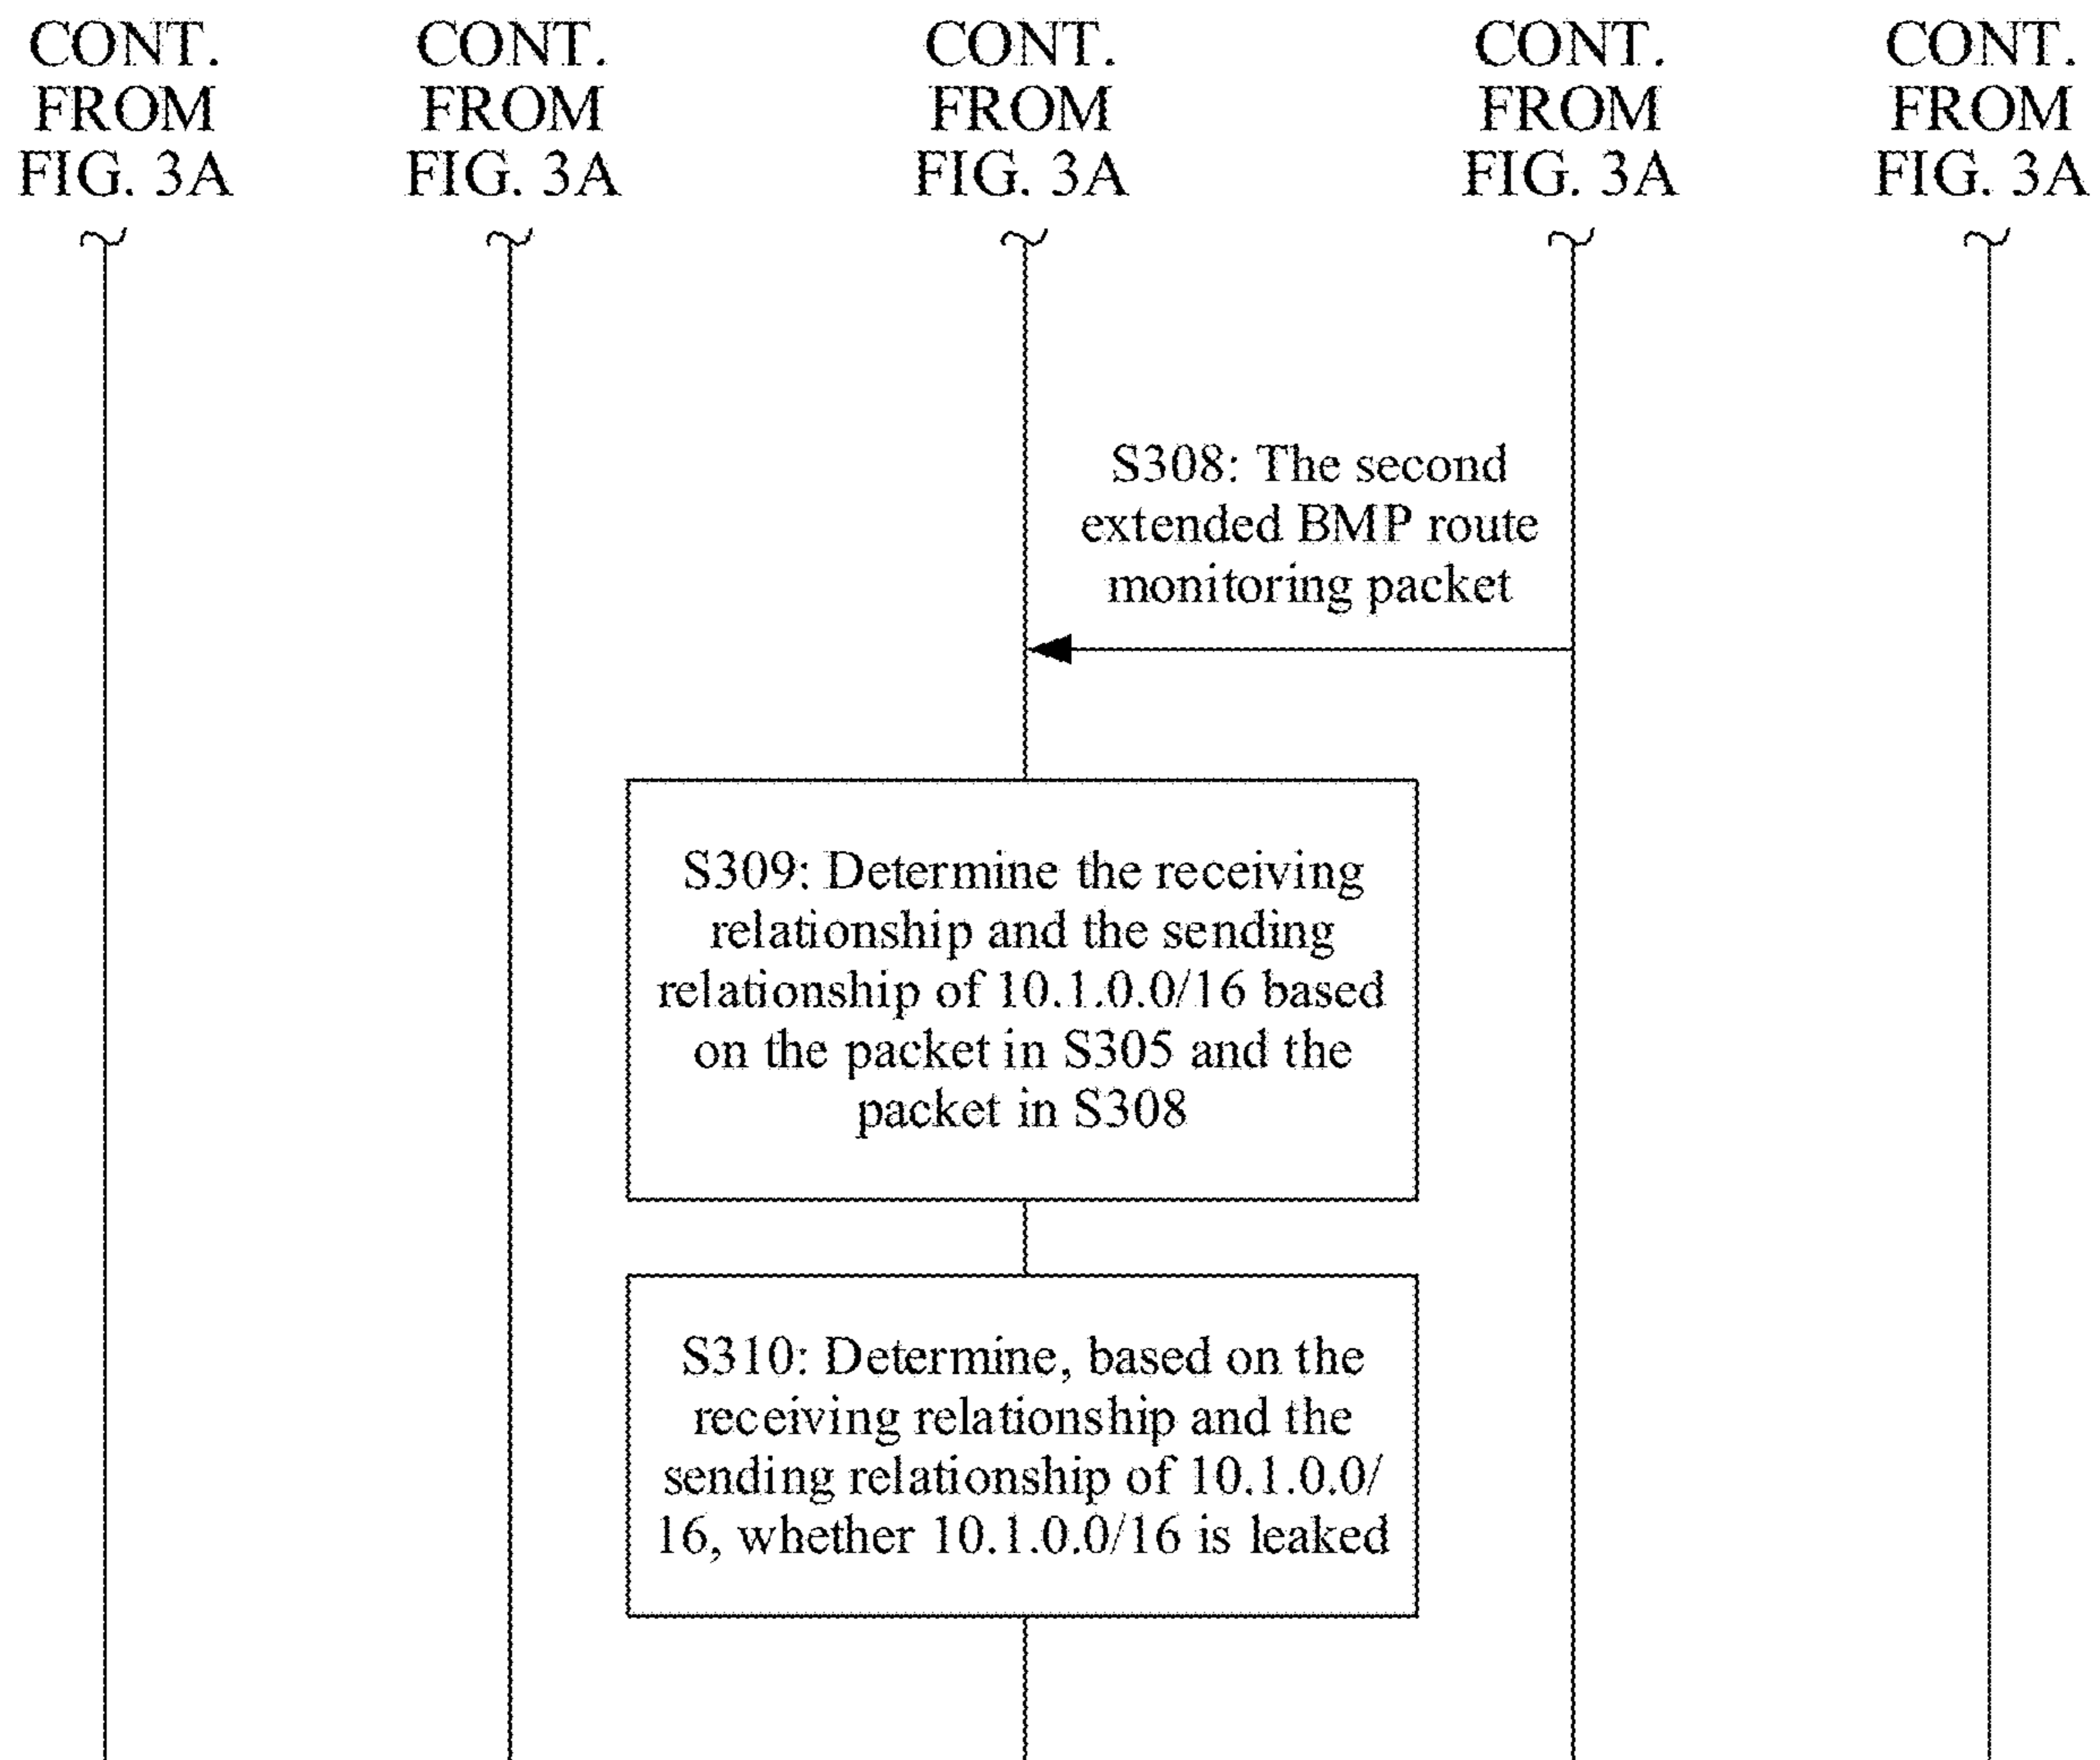 CONT.
FROM
FIG. 3A
CONT.
FROM
FIG. 3A
CONT.
FROM
FIG. 3A
CONT.
FROM
FIG. 3A
CONT.
FROM
FIG. 3A
S308: The second
extended BMP route
monitoring packet
S309: Determine the receiving
relationship and the sending
relationship of 10.1.0.0/16 based
on the packet in S305 and the
packet in S308
S310: Determine, based on the
receiving relationship and the
sending relationship of 10.1.0.0/
16, whether 10.1.0.0/16 is leaked